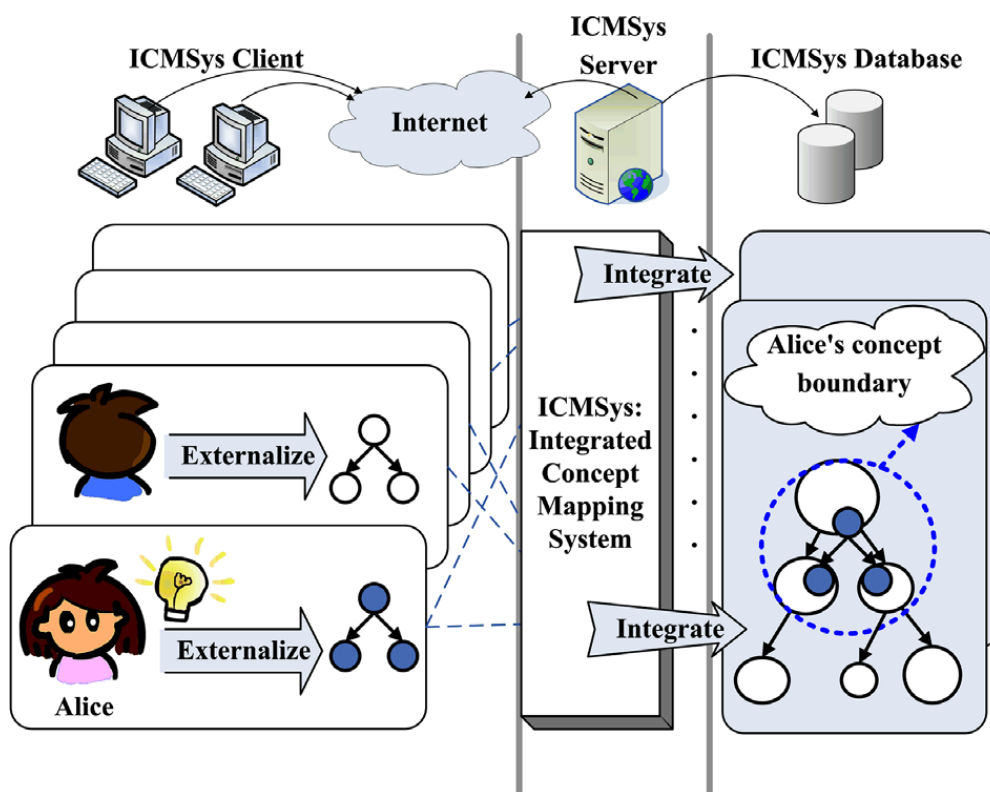 ICMSys Client
Internet
ICMSys
Server
ICMSys Database
Integrate
Alice's concept
boundary
Externalize
ICMSys:
Integrated
Concept
Mapping
System
Externalize
Integrate
Alice